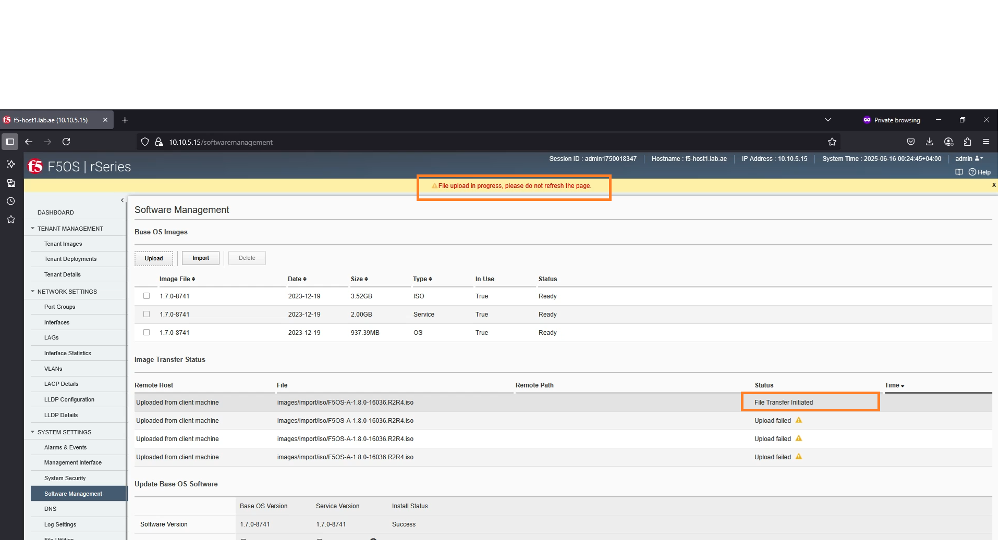 f5-host1.lab.ae (10.10.5.15)
Private browsing
10.10.5.15/softwaremanagement
f5 F5OS | rSeries
Session ID : admin1750018347 Hostname : f5-host1.lab.ae IP Address : 10.10.5.15 System Time : 2025-06-16 00:24:45+04:00 admin
Help
File upload in progress, please do not refresh the page.
X
DASHBOARD
TENANT MANAGEMENT
Tenant Images
Tenant Deployments
Tenant Details
NETWORK SETTINGS
Port Groups
Interfaces
LAGs
Interface Statistics
VLANs
LACP Details
LLDP Configuration
LLDP Details
SYSTEM SETTINGS
Alarms & Events
Management Interface
System Security
Software Management
DNS
Log Settings
File Utilities
Software Management
Base OS Images
Upload Import Delete
Image File Date Size Type In Use Status
1.7.0-8741 2023-12-19 3.52GB ISO True Ready
1.7.0-8741 2023-12-19 2.00GB Service True Ready
1.7.0-8741 2023-12-19 937.39MB OS True Ready
Image Transfer Status
Remote Host File Remote Path Status Time
Uploaded from client machine images/import/iso/F5OS-A-1.8.0-16036.R2R4.iso File Transfer Initiated
Uploaded from client machine images/import/iso/F5OS-A-1.8.0-16036.R2R4.iso Upload failed
Uploaded from client machine images/import/iso/F5OS-A-1.8.0-16036.R2R4.iso Upload failed
Uploaded from client machine images/import/iso/F5OS-A-1.8.0-16036.R2R4.iso Upload failed
Update Base OS Software
Base OS Version Service Version Install Status
Software Version 1.7.0-8741 1.7.0-8741 Success